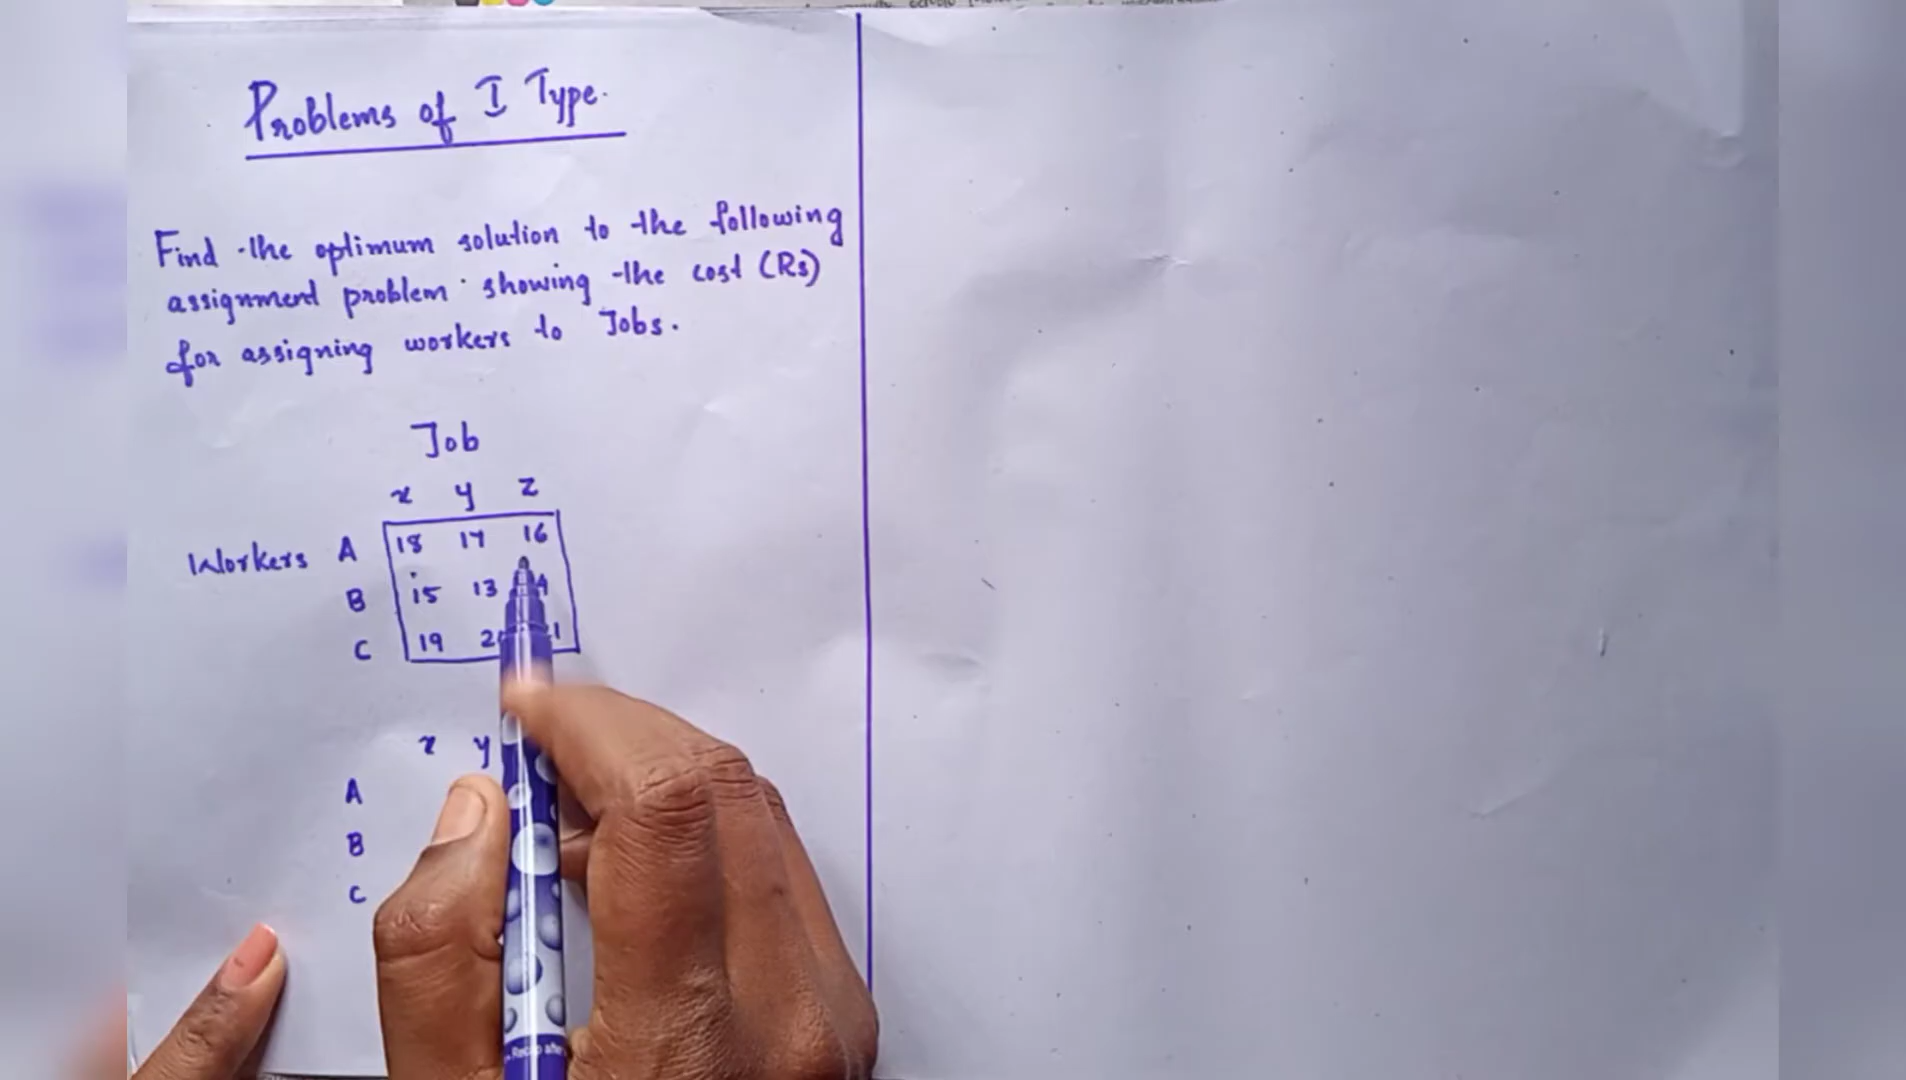 Problems of I Type.
Find the optimum solution to the following
assignment problem showing the cost (Rs)
for assigning workers to Jobs.
Job
x y z
Workers A 18 17 16
B 15 13
C 19
x y
A
B
C